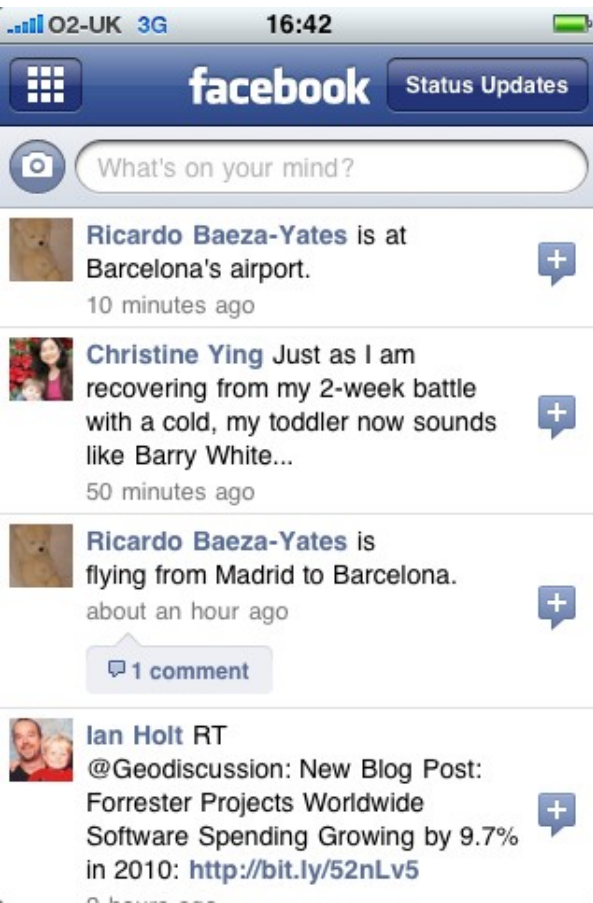 O2-UK 3G 16:42
facebook Status Updates
What's on your mind?
Ricardo Baeza-Yates is at
Barcelona's airport.
10 minutes ago
Christine Ying Just as I am
recovering from my 2-week battle
with a cold, my toddler now sounds
like Barry White...
50 minutes ago
Ricardo Baeza-Yates is
flying from Madrid to Barcelona.
about an hour ago
1 comment
Ian Holt RT
@Geodiscussion: New Blog Post:
Forrester Projects Worldwide
Software Spending Growing by 9.7%
in 2010: http://bit.ly/52nLv5
hours ago